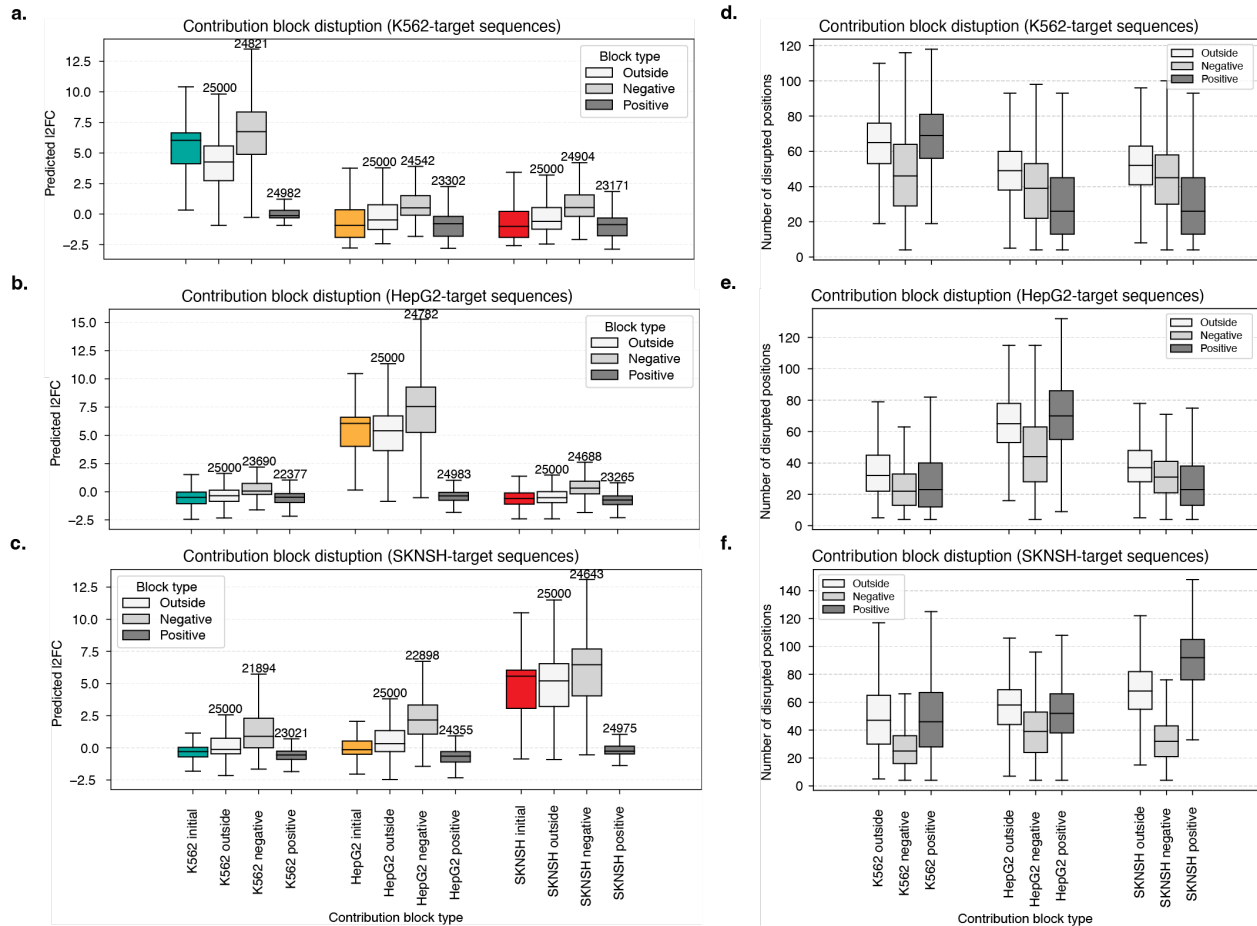 a.
Contribution block distuption (K562-target sequences)
Predicted l2FC
12.5
10.0
7.5
5.0
2.5
0.0
−2.5
24821
25000
24982
25000
24542
23302
25000
24904
23171
Block type
Outside
Negative
Positive
d.
Contribution block distuption (K562-target sequences)
Number of disrupted positions
120
100
80
60
40
20
0
Outside
Negative
Positive
b.
Contribution block distuption (HepG2-target sequences)
Predicted l2FC
15.0
12.5
10.0
7.5
5.0
2.5
0.0
−2.5
25000
23690
22377
25000
24782
24983
25000
24688
23265
Block type
Outside
Negative
Positive
e.
Contribution block distuption (HepG2-target sequences)
Number of disrupted positions
120
100
80
60
40
20
0
Outside
Negative
Positive
c.
Contribution block distuption (SKNSH-target sequences)
Predicted l2FC
12.5
10.0
7.5
5.0
2.5
0.0
−2.5
Block type
Outside
Negative
Positive
25000
21894
23021
25000
22898
24355
25000
24643
24975
K562 initial
K562 outside
K562 negative
K562 positive
HepG2 initial
HepG2 outside
HepG2 negative
HepG2 positive
SKNSH initial
SKNSH outside
SKNSH negative
SKNSH positive
Contribution block type
f.
Contribution block distuption (SKNSH-target sequences)
Number of disrupted positions
140
120
100
80
60
40
20
0
Outside
Negative
Positive
K562 outside
K562 negative
K562 positive
HepG2 outside
HepG2 negative
HepG2 positive
SKNSH outside
SKNSH negative
SKNSH positive
Contribution block type